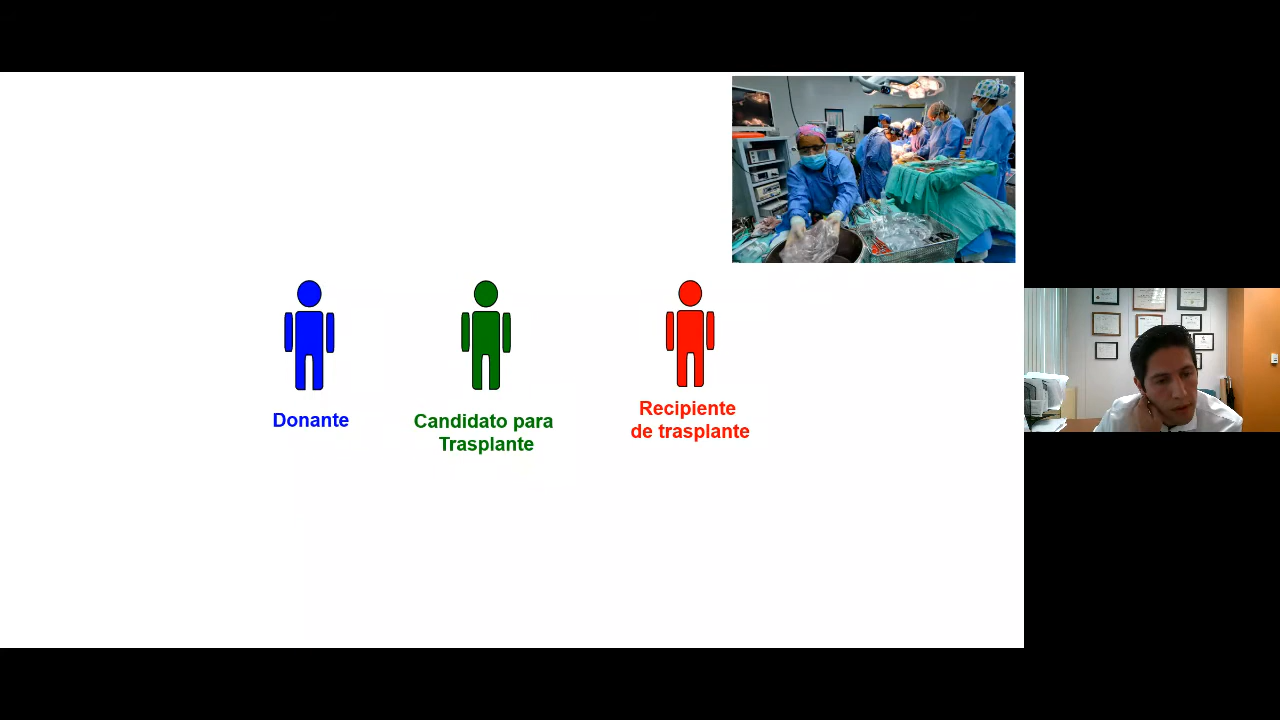 Donante
Candidato para
Trasplante
Recipiente
de trasplante